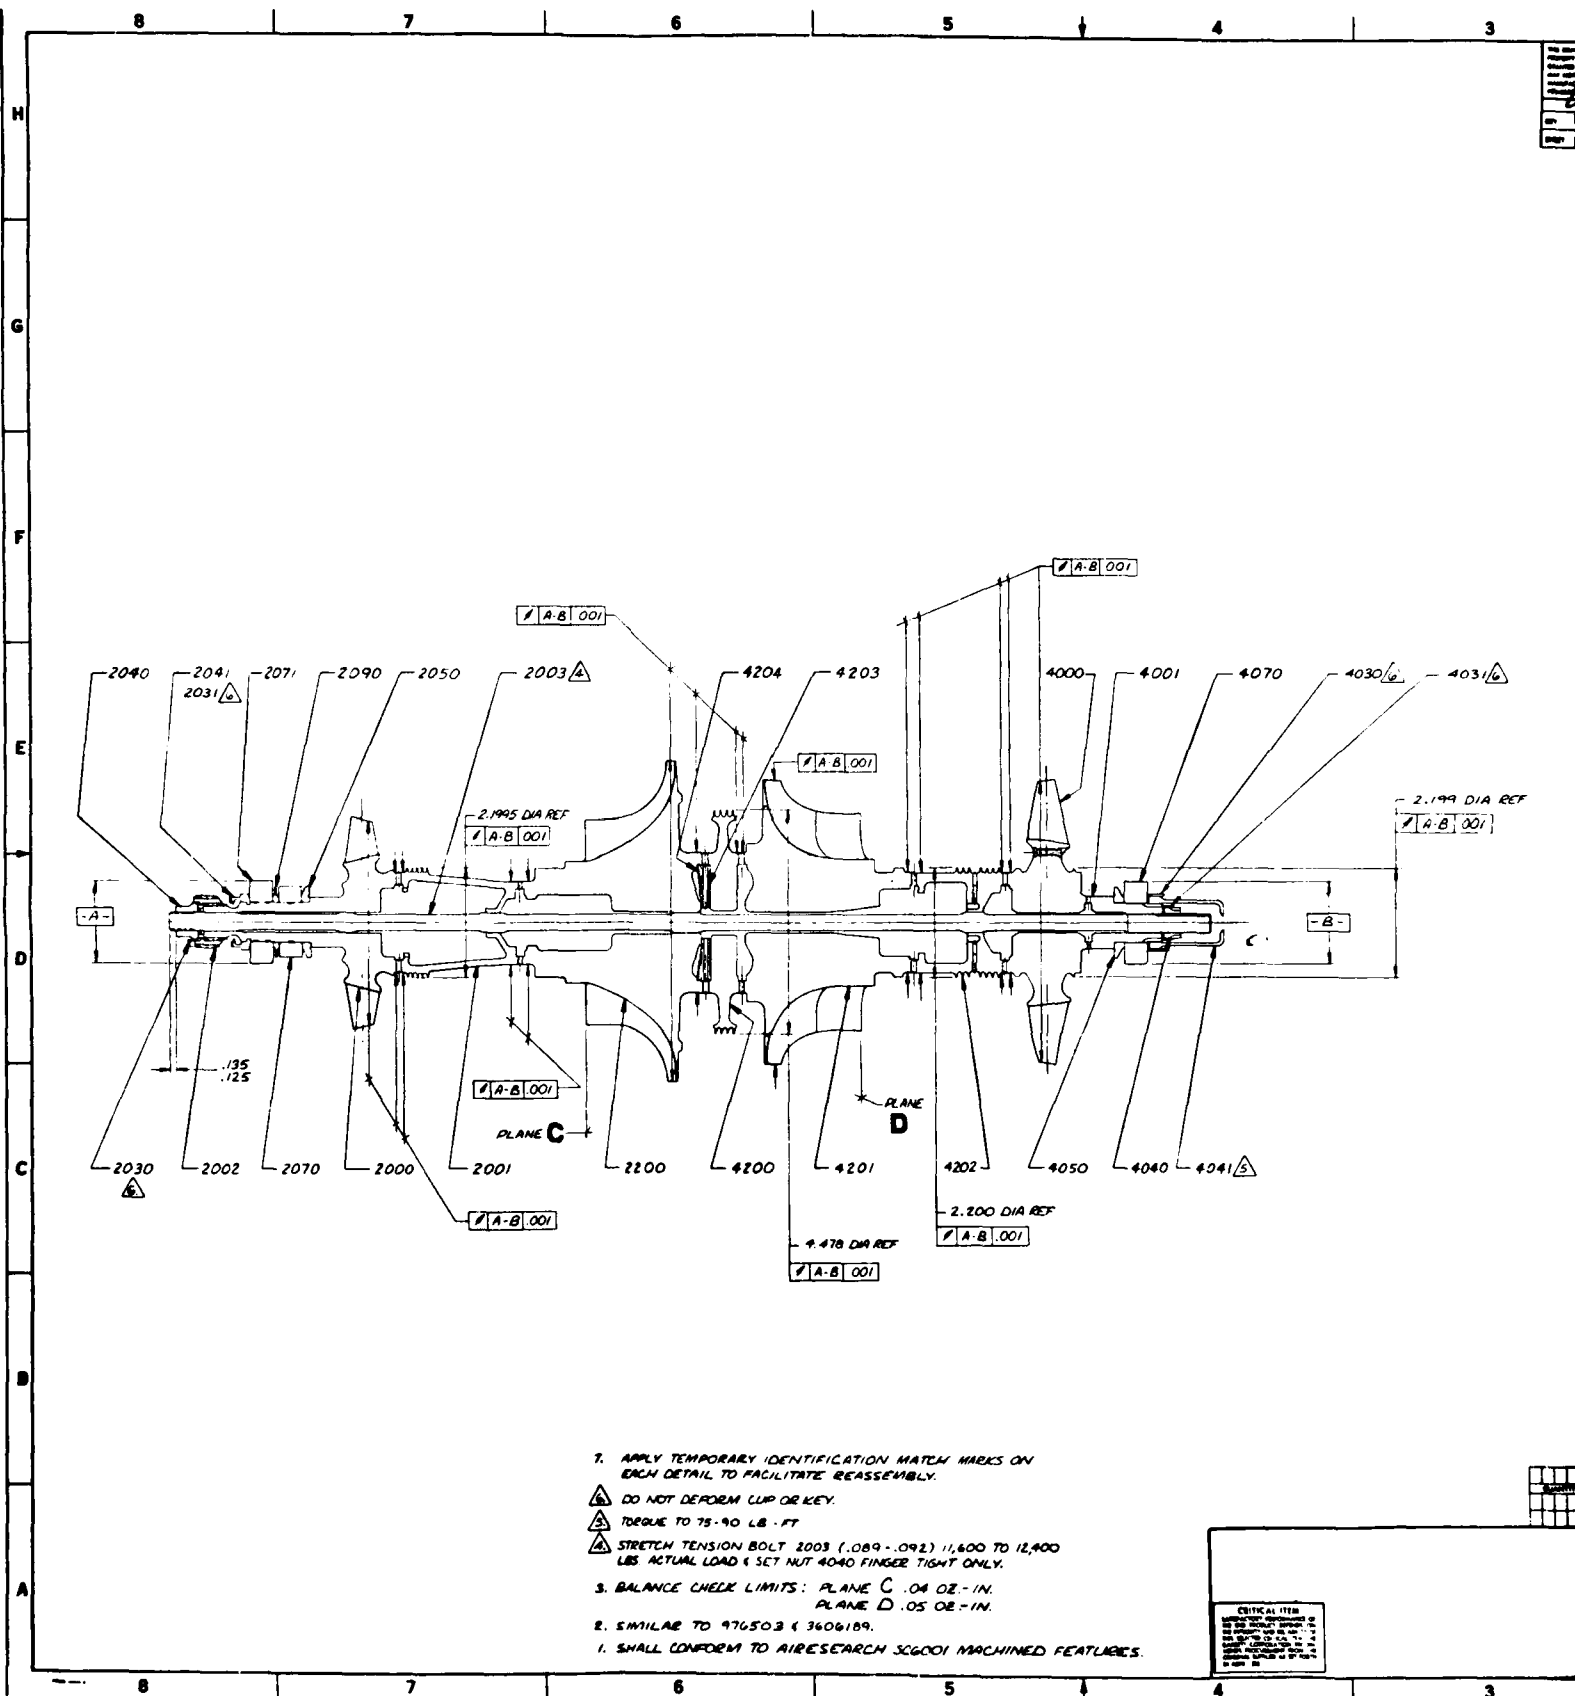 8 7 6 5 4 3
H
G
F
E
D
C
B
A
A-B 001
A-B 001
2040
2041
2031 6
2071
2090
2050
2003 4
4204
4203
4000
4001
4070
4030 6
4031 6
A-B .001
2.1995 DIA REF
A-B 001
2.199 DIA REF
A-B .001
-A-
-B-
C
.135
.125
A-B .001
PLANE C
PLANE
D
2030
6
2002
2070
2000
2001
2200
4200
4201
4202
4050
4040
4041 5
A-B .001
2.200 DIA REF
A-B .001
4.478 DIA REF
A-B 001
7. APPLY TEMPORARY IDENTIFICATION MATCH MARKS ON
EACH DETAIL TO FACILITATE REASSEMBLY.
6 DO NOT DEFORM CUP OR KEY.
5. TORQUE TO 75-90 LB-FT
4. STRETCH TENSION BOLT 2003 (.089-.092) 11,600 TO 12,400
LBS ACTUAL LOAD & SET NUT 4040 FINGER TIGHT ONLY.
3. BALANCE CHECK LIMITS: PLANE C .04 OZ.-IN.
PLANE D .05 OZ-IN.
2. SIMILAR TO 976503 & 3606189.
1. SHALL CONFORM TO AIRESEARCH SC6001 MACHINED FEATURES.
CRITICAL ITEM
8 7 6 5 4 3